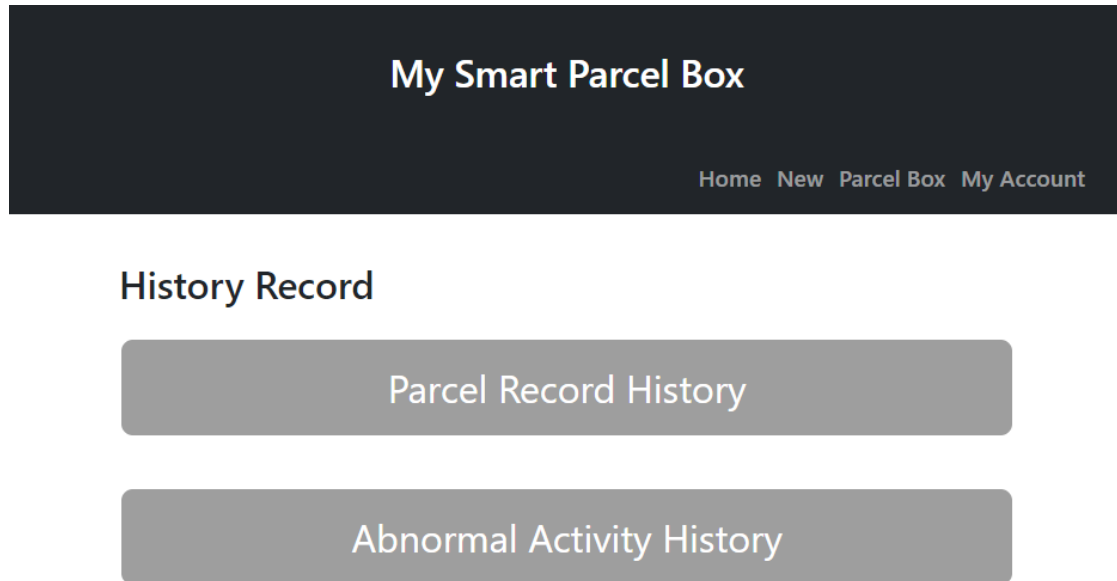 My Smart Parcel Box
Home New Parcel Box My Account
History Record
Parcel Record History
Abnormal Activity History